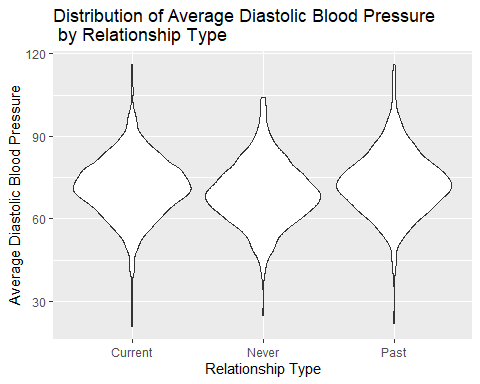 Distribution of Average Diastolic Blood Pressure
by Relationship Type
120
90
60
30
Average Diastolic Blood Pressure
Current Never Past
Relationship Type